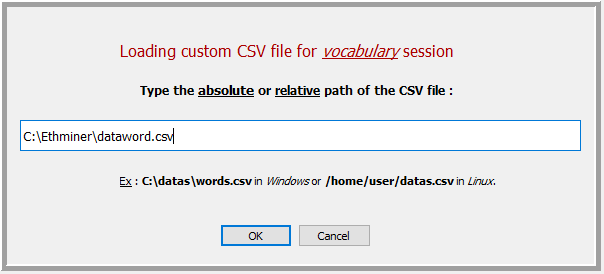 Loading custom CSV file for vocabulary session
Type the absolute or relative path of the CSV file :
C:\Ethminer\dataword.csv
Ex : C:\datas\words.csv in Windows or /home/user/datas.csv in Linux.
OK Cancel